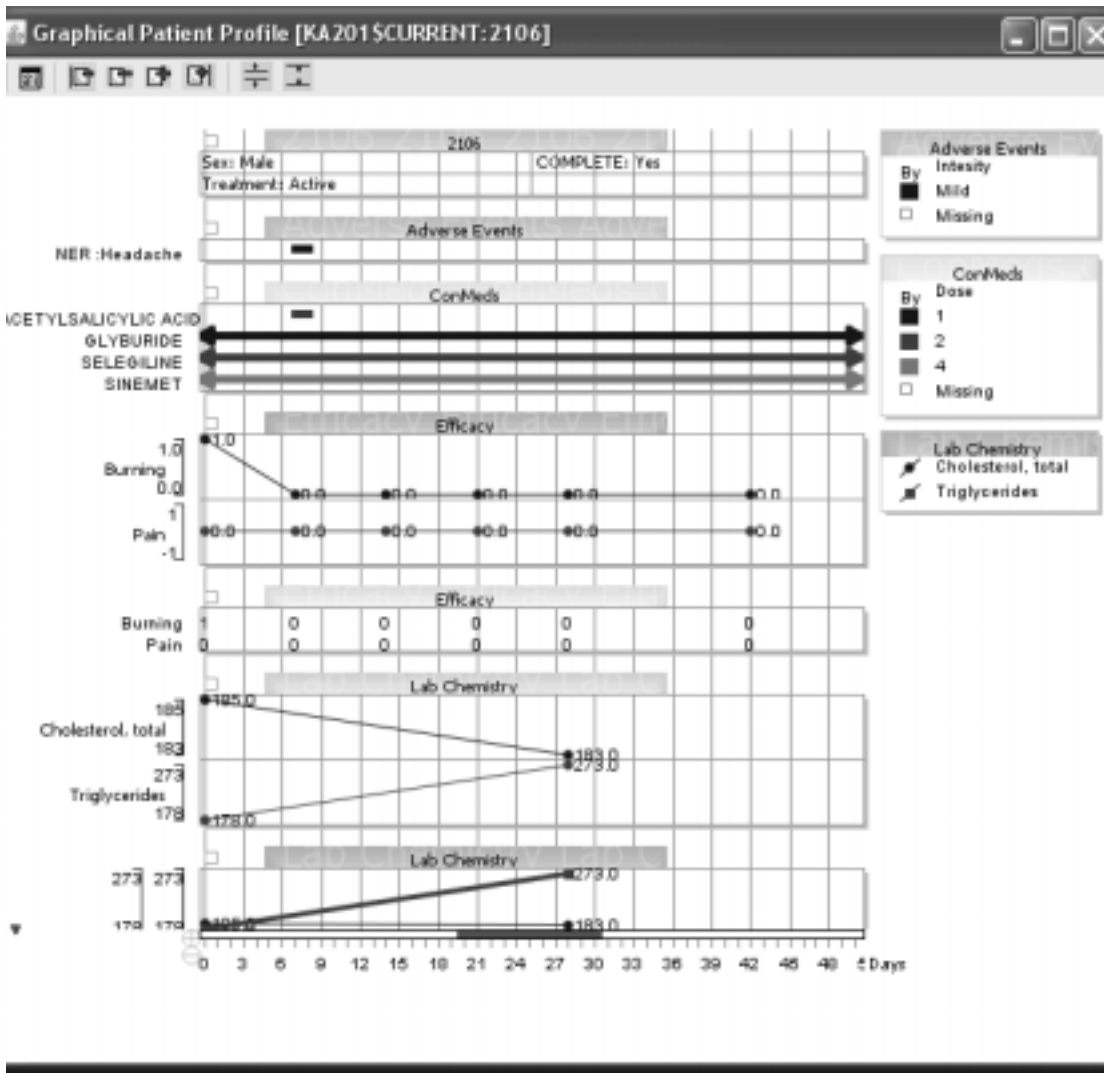 Graphical Patient Profile [KA201$CURRENT:2106]
2106
Sex: Male COMPLETE: Yes
Treatment: Active
Adverse Events
NER :Headache
ConMeds
ACETYLSALICYLIC ACID
GLYBURIDE
SELEGILINE
SINEMET
Efficacy
1.0 1.0
Burning
0.0 0.0 0.0 0.0 0.0 0.0
1
Pain 0.0 0.0 0.0 0.0 0.0 0.0
-1
Efficacy
Burning 1 0 0 0 0 0
Pain 0 0 0 0 0 0
Lab Chemistry
185 185.0
Cholesterol, total
183 183.0
273 273.0
Triglycerides
178 178.0
Lab Chemistry
273 273 273.0
178 178 183.0
0 3 6 9 12 15 18 21 24 27 30 33 36 39 42 45 48 Days
Adverse Events
By Intesity
Mild
Missing
ConMeds
By Dose
1
2
4
Missing
Lab Chemistry
Cholesterol, total
Triglycerides